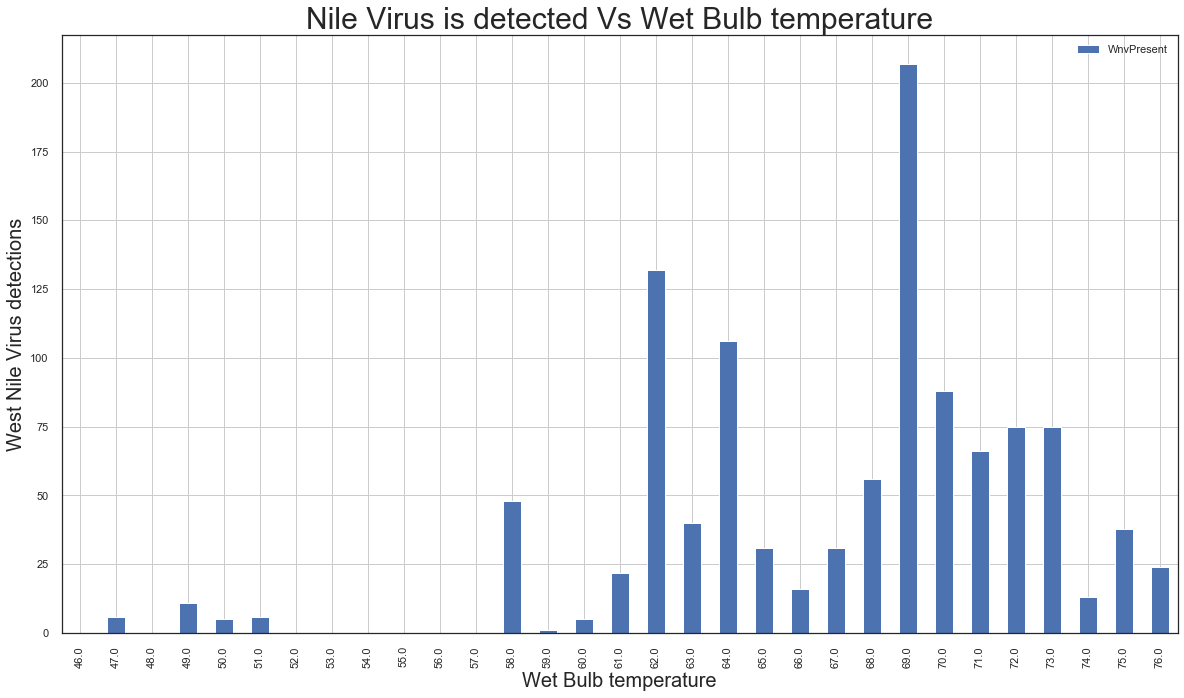 Nile Virus is detected Vs Wet Bulb temperature
WnvPresent
West Nile Virus detections
200
175
150
125
100
75
50
25
0
46.0 47.0 48.0 49.0 50.0 51.0 52.0 53.0 54.0 55.0 56.0 57.0 58.0 59.0 60.0 61.0 62.0 63.0 64.0 65.0 66.0 67.0 68.0 69.0 70.0 71.0 72.0 73.0 74.0 75.0 76.0
Wet Bulb temperature